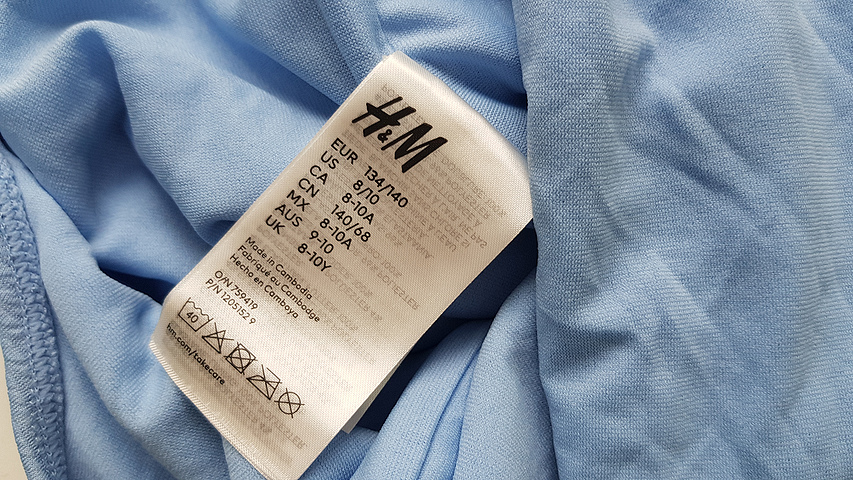 H&M
EUR 134/140
US 8/10
CA 8-10A
CN 140/68
MX 8-10A
AUS 9-10
UK 8-10Y
Made in Cambodia
Fabriqué au Cambodge
Hecho en Camboya
O/N 759419
P/N 1205152 9
40
hm.com/takecare